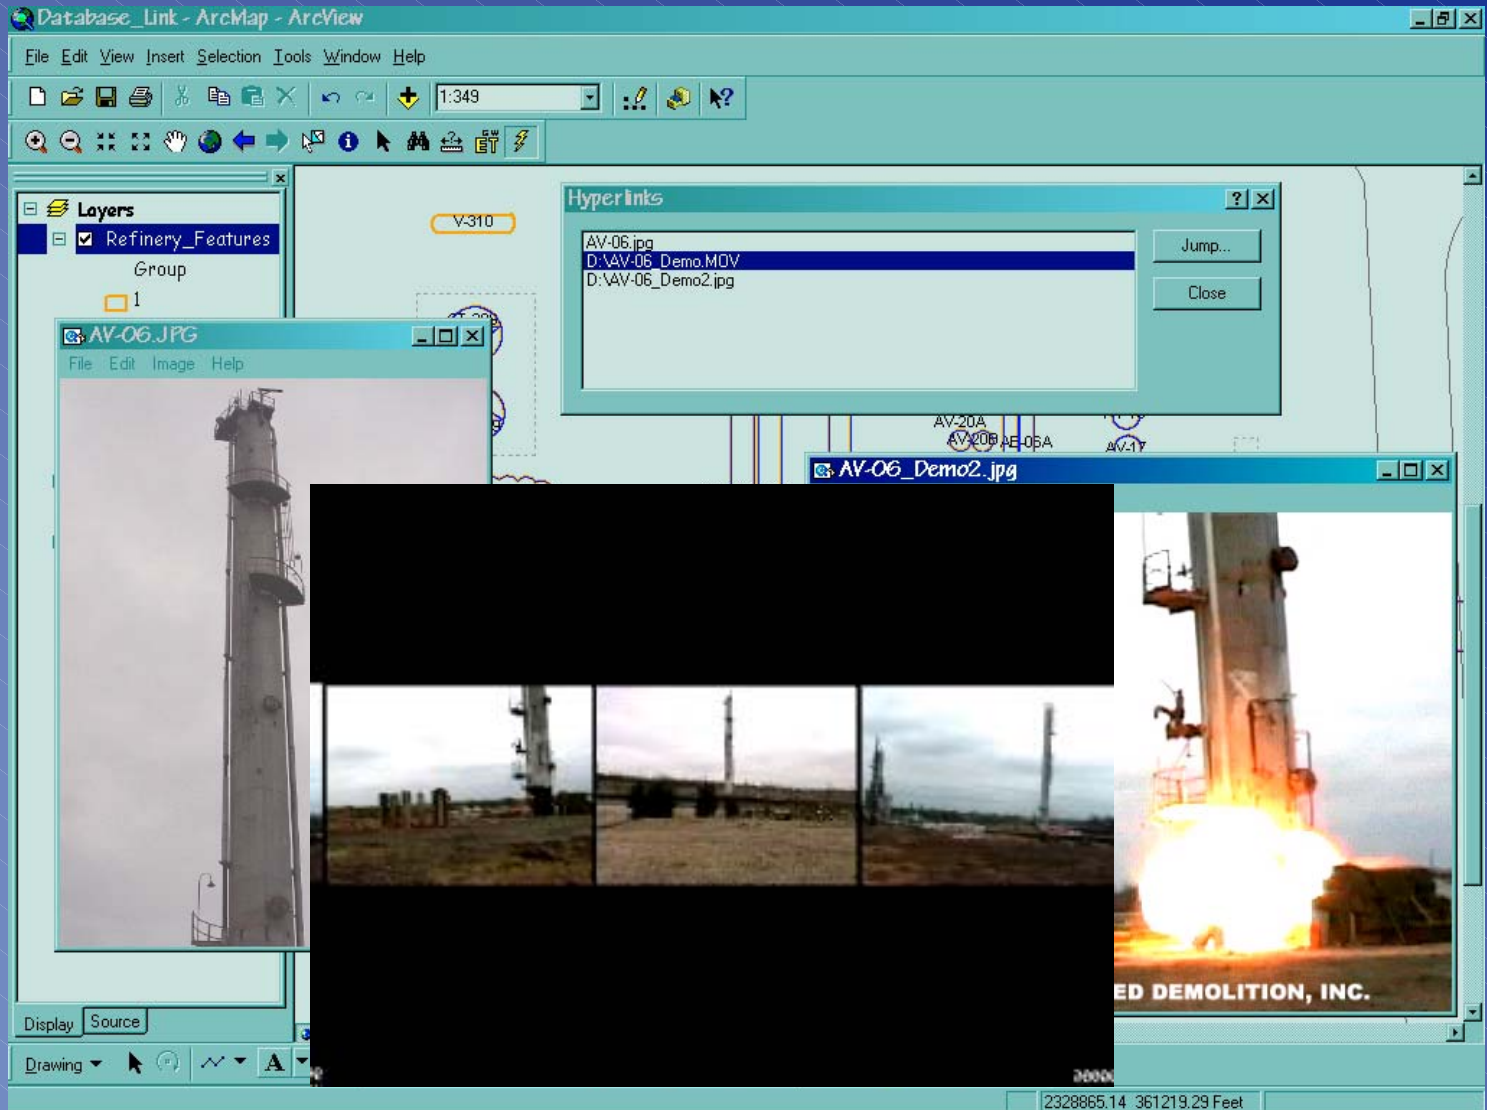 Database_Link - ArcMap - ArcView
File Edit View Insert Selection Tools Window Help
1:349
Layers
Refinery_Features
Group
1
V-310
Hyperlinks
AV-06.jpg
D:\AV-06_Demo.MOV
D:\AV-06_Demo2.jpg
Jump...
Close
AV-06.JPG
File Edit Image Help
AV-20A
AV-20B AE-06A
AV-17
AV-06_Demo2.jpg
ED DEMOLITION, INC.
Display Source
Drawing A
2328865.14 361219.29 Feet